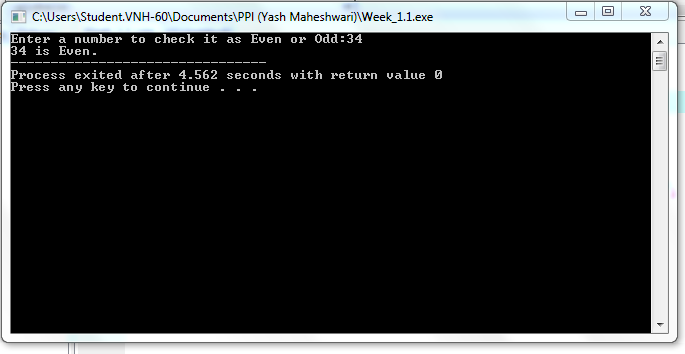 C:\Users\Student.VNH-60\Documents\PPI (Yash Maheshwari)\Week_1.1.exe
Enter a number to check it as Even or Odd:34
34 is Even.
--------------------------------
Process exited after 4.562 seconds with return value 0
Press any key to continue . . .